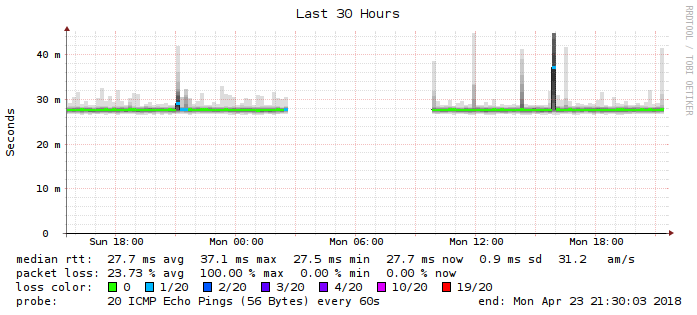 Last 30 Hours
RRDTOOL / TOBI OETIKER
Seconds
40 m
30 m
20 m
10 m
0
Sun 18:00 Mon 00:00 Mon 06:00 Mon 12:00 Mon 18:00
median rtt: 27.7 ms avg 37.1 ms max 27.5 ms min 27.7 ms now 0.9 ms sd 31.2 am/s
packet loss: 23.73 % avg 100.00 % max 0.00 % min 0.00 % now
loss color: 0 1/20 2/20 3/20 4/20 10/20 19/20
probe: 20 ICMP Echo Pings (56 Bytes) every 60s end: Mon Apr 23 21:30:03 2018